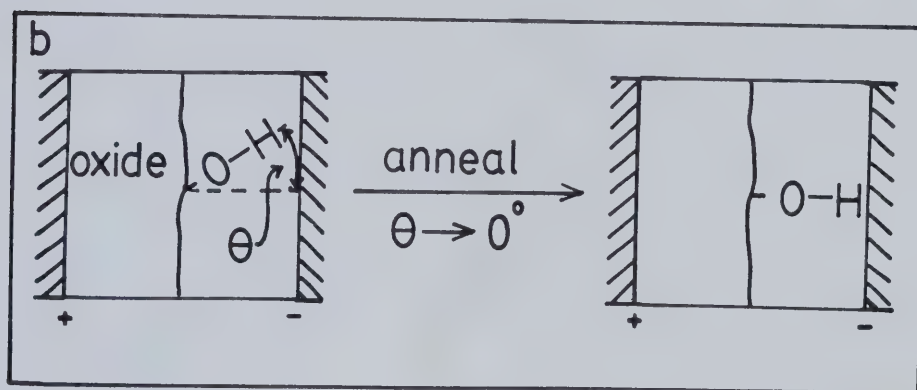 b
oxide
O-H
θ
+
-
anneal
θ → 0°
O-H
+
-